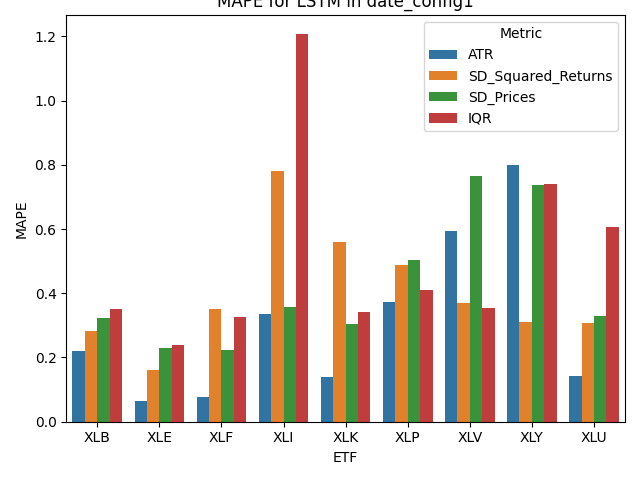 MAPE for LSTM in date_config1
Metric
ATR
SD_Squared_Returns
SD_Prices
IQR
1.2
1.0
0.8
0.6
0.4
0.2
0.0
MAPE
XLB XLE XLF XLI XLK XLP XLV XLY XLU
ETF